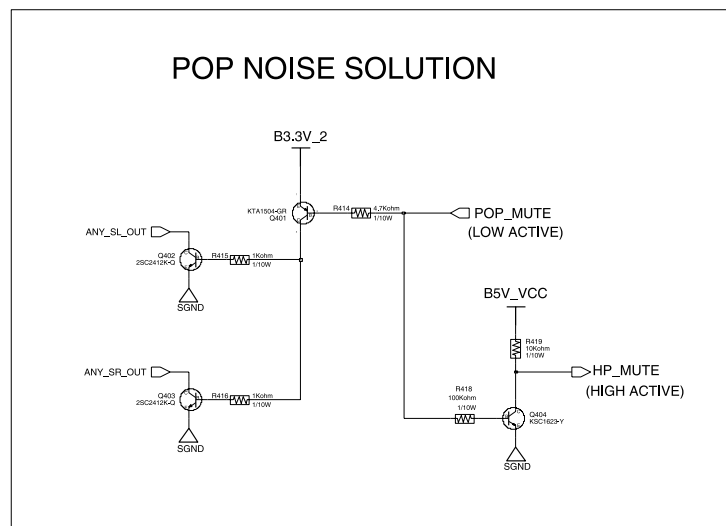 POP NOISE SOLUTION
B3.3V_2
KTA1504-GR
Q401
R414
4.7Kohm
1/10W
POP_MUTE
(LOW ACTIVE)
ANY_SL_OUT
Q402
2SC2412K-Q
R415
1Kohm
1/10W
SGND
B5V_VCC
R419
10Kohm
1/10W
HP_MUTE
(HIGH ACTIVE)
ANY_SR_OUT
Q403
2SC2412K-Q
R416
1Kohm
1/10W
SGND
R418
100Kohm
1/10W
Q404
KSC1623-Y
SGND